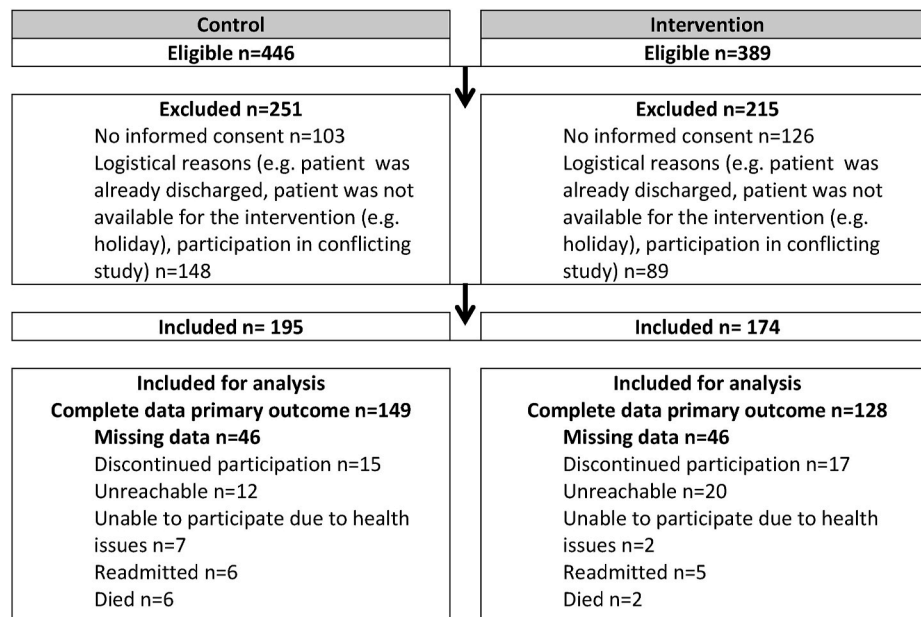 Control
Eligible n=446
Excluded n=251
No informed consent n=103
Logistical reasons (e.g. patient was
already discharged, patient was not
available for the intervention (e.g.
holiday), participation in conflicting
study) n=148
Included n= 195
Included for analysis
Complete data primary outcome n=149
Missing data n=46
Discontinued participation n=15
Unreachable n=12
Unable to participate due to health
issues n=7
Readmitted n=6
Died n=6
Intervention
Eligible n=389
Excluded n=215
No informed consent n=126
Logistical reasons (e.g. patient was
already discharged, patient was not
available for the intervention (e.g.
holiday), participation in conflicting
study) n=89
Included n= 174
Included for analysis
Complete data primary outcome n=128
Missing data n=46
Discontinued participation n=17
Unreachable n=20
Unable to participate due to health
issues n=2
Readmitted n=5
Died n=2